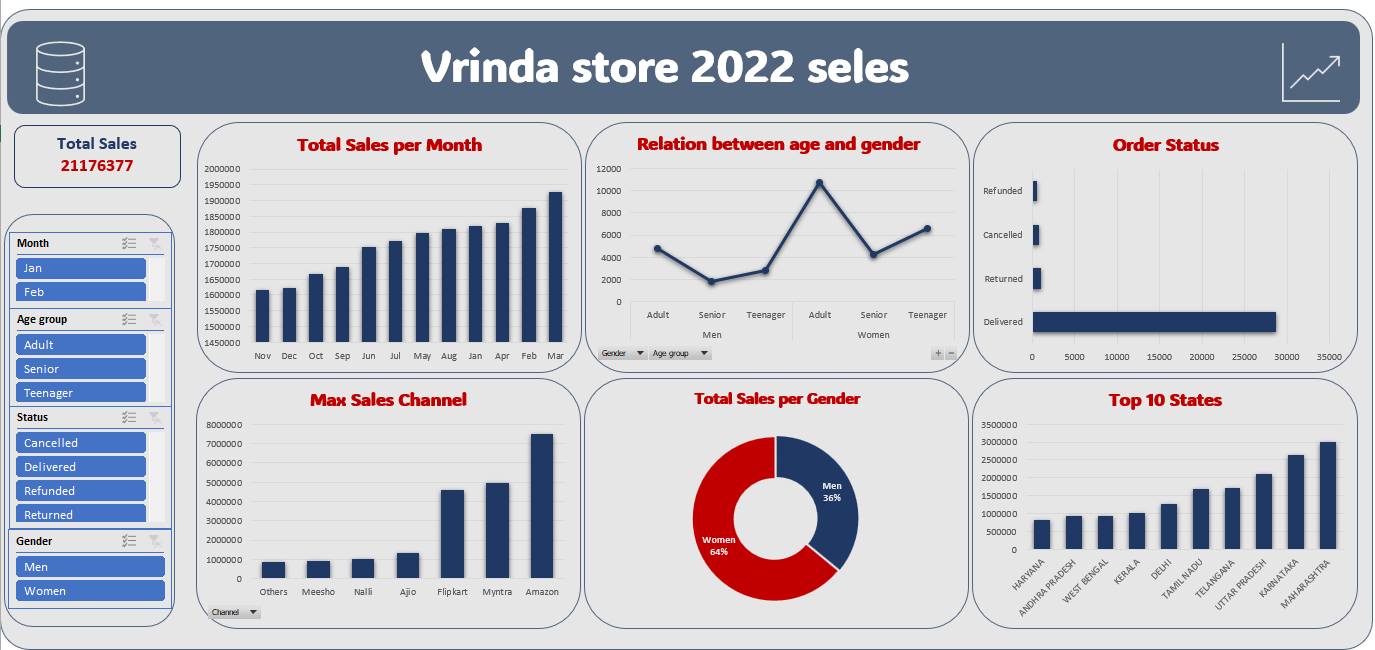 Vrinda store 2022 seles
Total Sales
21176377
Month
Jan
Feb
Age group
Adult
Senior
Teenager
Status
Cancelled
Delivered
Refunded
Returned
Gender
Men
Women
Total Sales per Month
2000000
1950000
1900000
1850000
1800000
1750000
1700000
1650000
1600000
1550000
1500000
1450000
Nov Dec Oct Sep Jun Jul May Aug Jan Apr Feb Mar
Relation between age and gender
12000
10000
8000
6000
4000
2000
0
Adult Senior Teenager Adult Senior Teenager
Men Women
Gender Age group
Order Status
Refunded
Cancelled
Returned
Delivered
0 5000 10000 15000 20000 25000 30000 35000
Max Sales Channel
8000000
7000000
6000000
5000000
4000000
3000000
2000000
1000000
0
Others Meesho Nalli Ajio Flipkart Myntra Amazon
Channel
Total Sales per Gender
Men
36%
Women
64%
Top 10 States
3500000
3000000
2500000
2000000
1500000
1000000
500000
0
HARYANA ANDHRA PRADESH WEST BENGAL KERALA DELHI TAMIL NADU TELANGANA UTTAR PRADESH KARNATAKA MAHARASHTRA